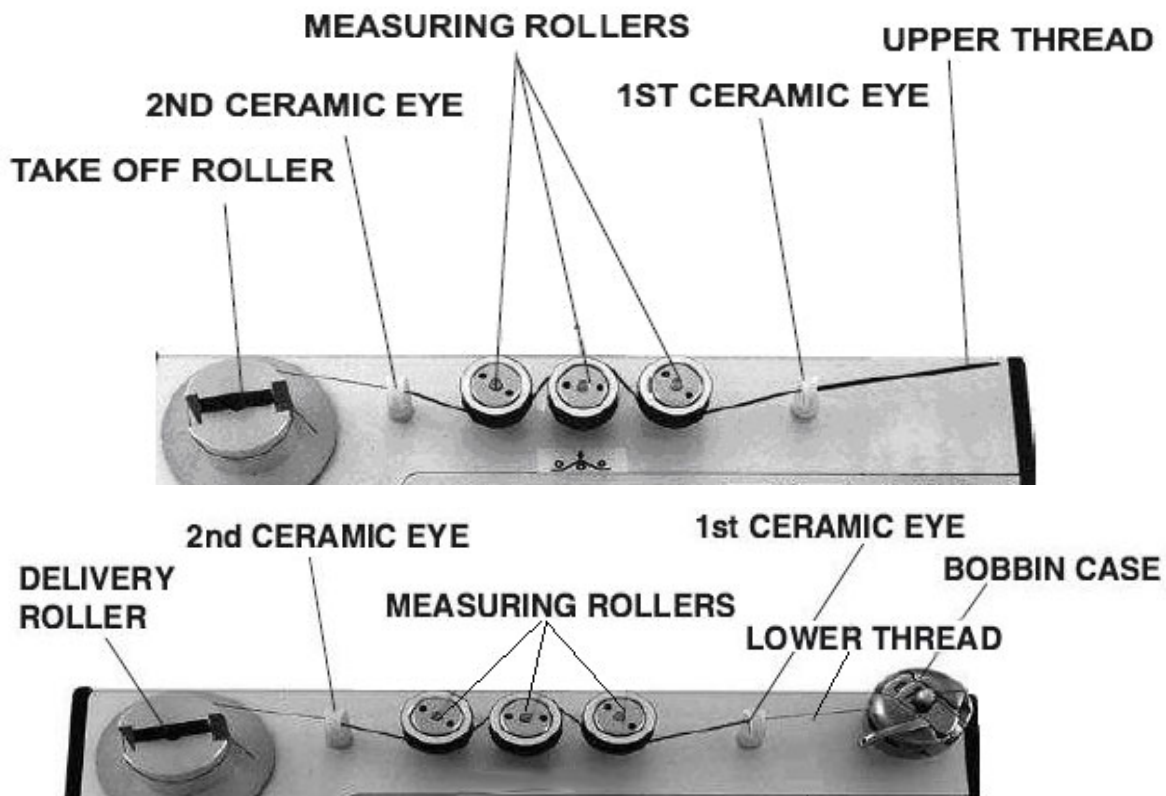 MEASURING ROLLERS
UPPER THREAD
2ND CERAMIC EYE
1ST CERAMIC EYE
TAKE OFF ROLLER
2nd CERAMIC EYE
1st CERAMIC EYE
DELIVERY
ROLLER
BOBBIN CASE
MEASURING ROLLERS
LOWER THREAD